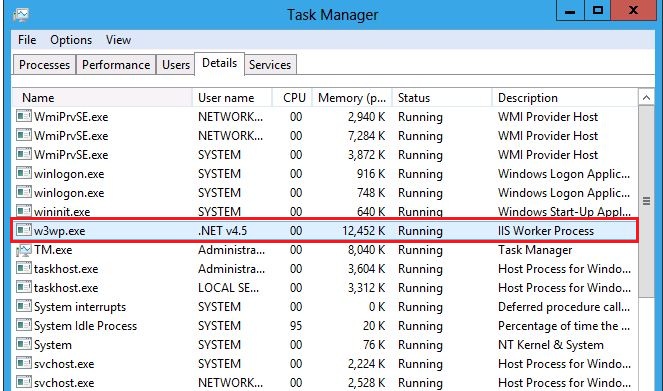 Task Manager
File Options View
Processes Performance Users Details Services
Name User name CPU Memory (p... Status Description
WmiPrvSE.exe NETWORK... 00 2,940 K Running WMI Provider Host
WmiPrvSE.exe NETWORK... 00 7,284 K Running WMI Provider Host
WmiPrvSE.exe SYSTEM 00 3,872 K Running WMI Provider Host
winlogon.exe SYSTEM 00 916 K Running Windows Logon Applic...
winlogon.exe SYSTEM 00 748 K Running Windows Logon Applic...
wininit.exe SYSTEM 00 640 K Running Windows Start-Up Appl...
w3wp.exe .NET v4.5 00 12,452 K Running IIS Worker Process
TM.exe Administra... 00 8,040 K Running Task Manager
taskhost.exe Administra... 00 3,604 K Running Host Process for Windo...
taskhost.exe LOCAL SE... 00 3,312 K Running Host Process for Windo...
System interrupts SYSTEM 00 0 K Running Deferred procedure call...
System Idle Process SYSTEM 95 20 K Running Percentage of time the ...
System SYSTEM 00 76 K Running NT Kernel & System
svchost.exe SYSTEM 00 2,224 K Running Host Process for Windo...
svchost.exe NETWORK... 00 2,528 K Running Host Process for Windo...